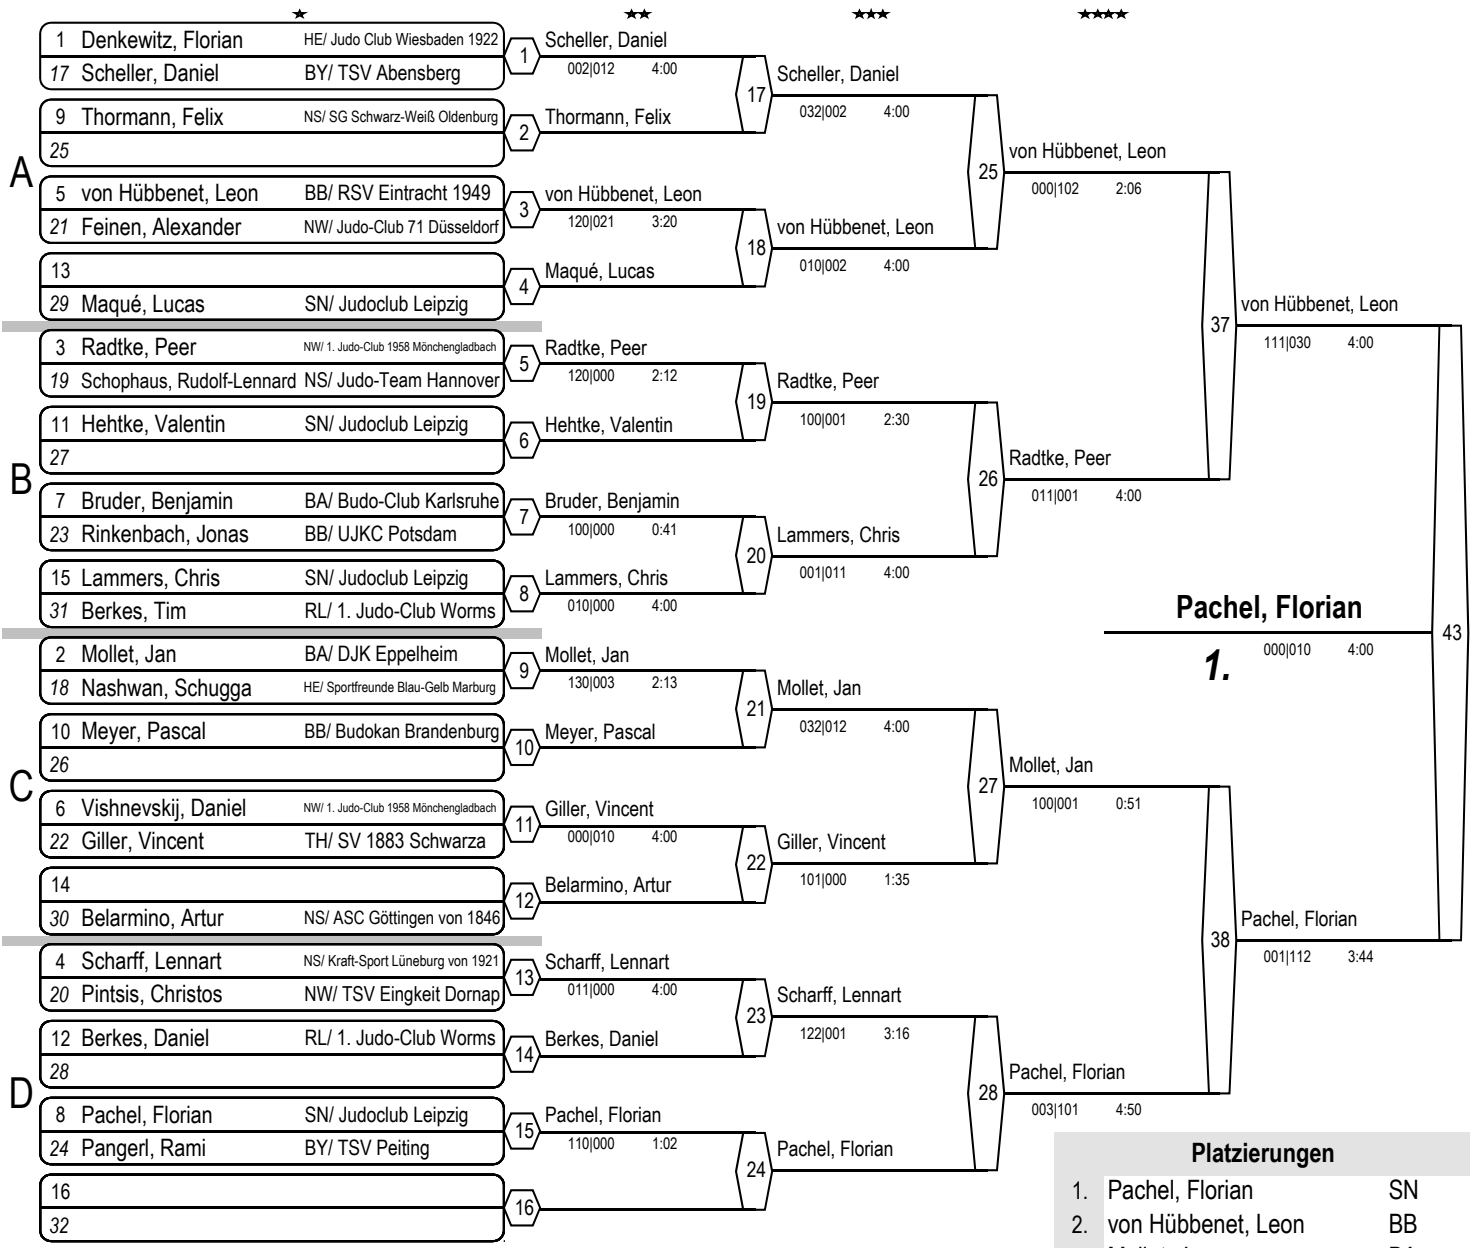 ★ ★★ ★★★ ★★★★
A
1 Denkewitz, Florian HE/ Judo Club Wiesbaden 1922
17 Scheller, Daniel BY/ TSV Abensberg
9 Thormann, Felix NS/ SG Schwarz-Weiß Oldenburg
25
5 von Hübbenet, Leon BB/ RSV Eintracht 1949
21 Feinen, Alexander NW/ Judo-Club 71 Düsseldorf
13
29 Maqué, Lucas SN/ Judoclub Leipzig
B
3 Radtke, Peer NW/ 1. Judo-Club 1958 Mönchengladbach
19 Schophaus, Rudolf-Lennard NS/ Judo-Team Hannover
11 Hehtke, Valentin SN/ Judoclub Leipzig
27
7 Bruder, Benjamin BA/ Budo-Club Karlsruhe
23 Rinkenbach, Jonas BB/ UJKC Potsdam
15 Lammers, Chris SN/ Judoclub Leipzig
31 Berkes, Tim RL/ 1. Judo-Club Worms
C
2 Mollet, Jan BA/ DJK Eppelheim
18 Nashwan, Schugga HE/ Sportfreunde Blau-Gelb Marburg
10 Meyer, Pascal BB/ Budokan Brandenburg
26
6 Vishnevskij, Daniel NW/ 1. Judo-Club 1958 Mönchengladbach
22 Giller, Vincent TH/ SV 1883 Schwarza
14
30 Belarmino, Artur NS/ ASC Göttingen von 1846
D
4 Scharff, Lennart NS/ Kraft-Sport Lüneburg von 1921
20 Pintsis, Christos NW/ TSV Eingkeit Dornap
12 Berkes, Daniel RL/ 1. Judo-Club Worms
28
8 Pachel, Florian SN/ Judoclub Leipzig
24 Pangerl, Rami BY/ TSV Peiting
16
32
1 Scheller, Daniel
002|012 4:00
2 Thormann, Felix
3 von Hübbenet, Leon
120|021 3:20
4 Maqué, Lucas
5 Radtke, Peer
120|000 2:12
6 Hehtke, Valentin
7 Bruder, Benjamin
100|000 0:41
8 Lammers, Chris
010|000 4:00
9 Mollet, Jan
130|003 2:13
10 Meyer, Pascal
11 Giller, Vincent
000|010 4:00
12 Belarmino, Artur
13 Scharff, Lennart
011|000 4:00
14 Berkes, Daniel
15 Pachel, Florian
110|000 1:02
16
17 Scheller, Daniel
032|002 4:00
18 von Hübbenet, Leon
010|002 4:00
19 Radtke, Peer
100|001 2:30
20 Lammers, Chris
001|011 4:00
21 Mollet, Jan
032|012 4:00
22 Giller, Vincent
101|000 1:35
23 Scharff, Lennart
122|001 3:16
24 Pachel, Florian
25 von Hübbenet, Leon
000|102 2:06
26 Radtke, Peer
011|001 4:00
27 Mollet, Jan
100|001 0:51
28 Pachel, Florian
003|101 4:50
37 von Hübbenet, Leon
111|030 4:00
38 Pachel, Florian
001|112 3:44
Pachel, Florian
43
1. 000|010 4:00
Platzierungen
1. Pachel, Florian SN
2. von Hübbenet, Leon BB